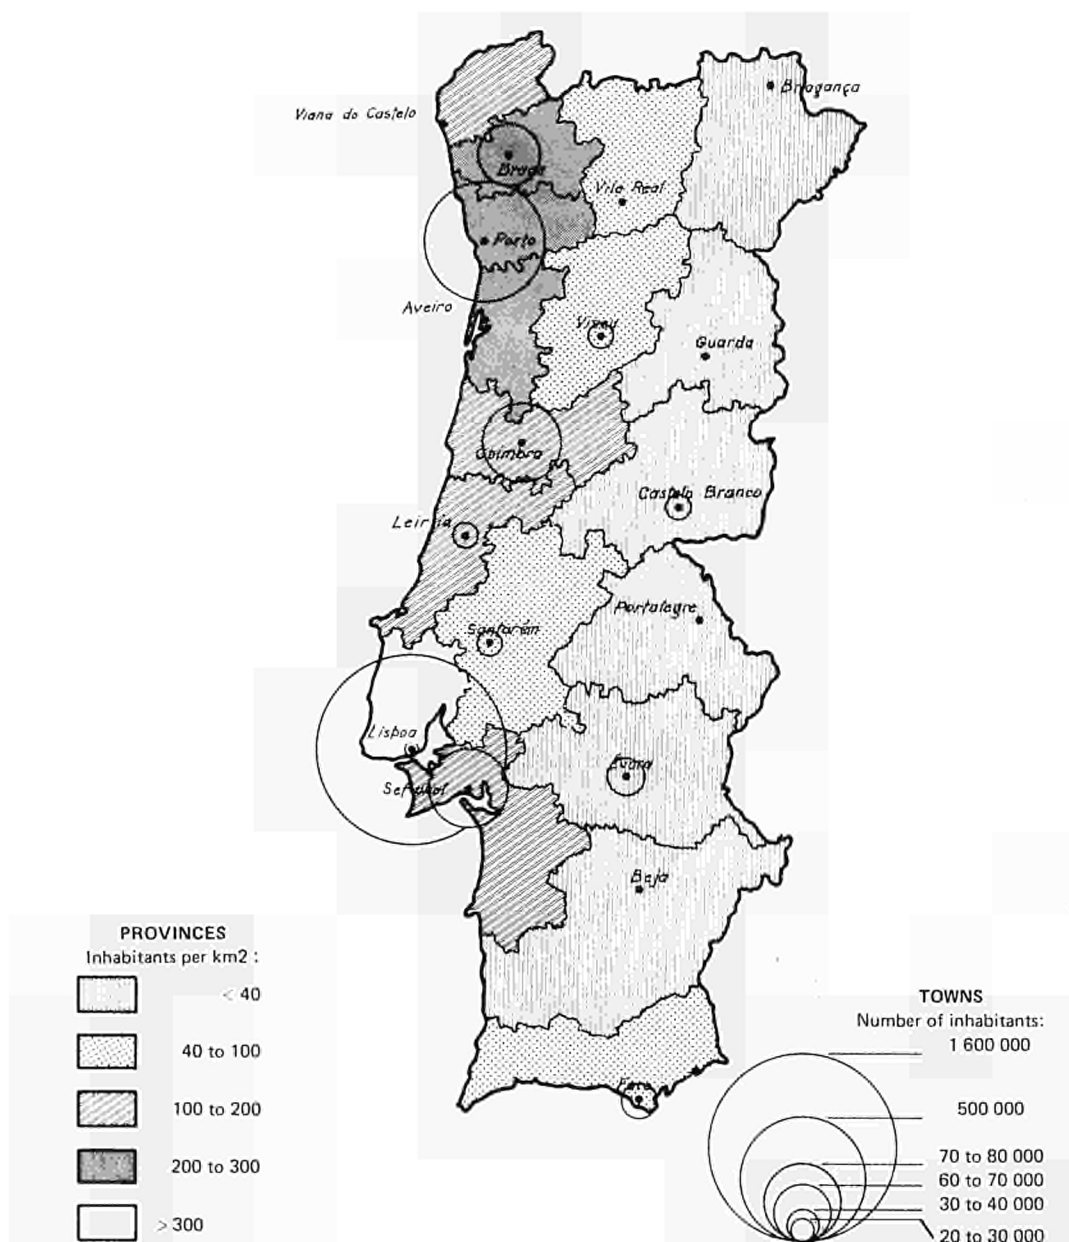 Bragança
Viana do Castelo
Braga
Vila Real
Porto
Aveiro
Viseu
Guarda
Coimbra
Castelo Branco
Leiria
Portalegre
Santarém
Lisboa
Evora
Setubal
Beja
Faro
PROVINCES
Inhabitants per km2 :
< 40
40 to 100
100 to 200
200 to 300
> 300
TOWNS
Number of inhabitants:
1 600 000
500 000
70 to 80 000
60 to 70 000
30 to 40 000
20 to 30 000